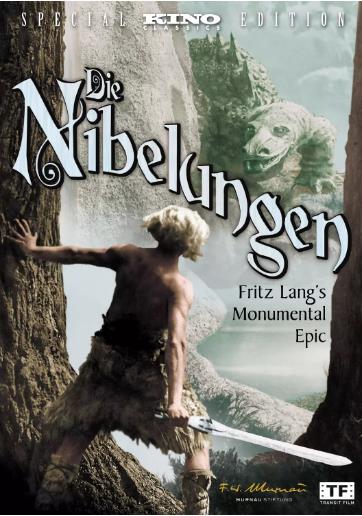 SPECIAL KINO EDITION
CLASSICS
Die
Nibelungen
Fritz Lang's
Monumental
Epic
F.W. Murnau
MURNAU STIFTUNG
TF
TRANSIT FILM